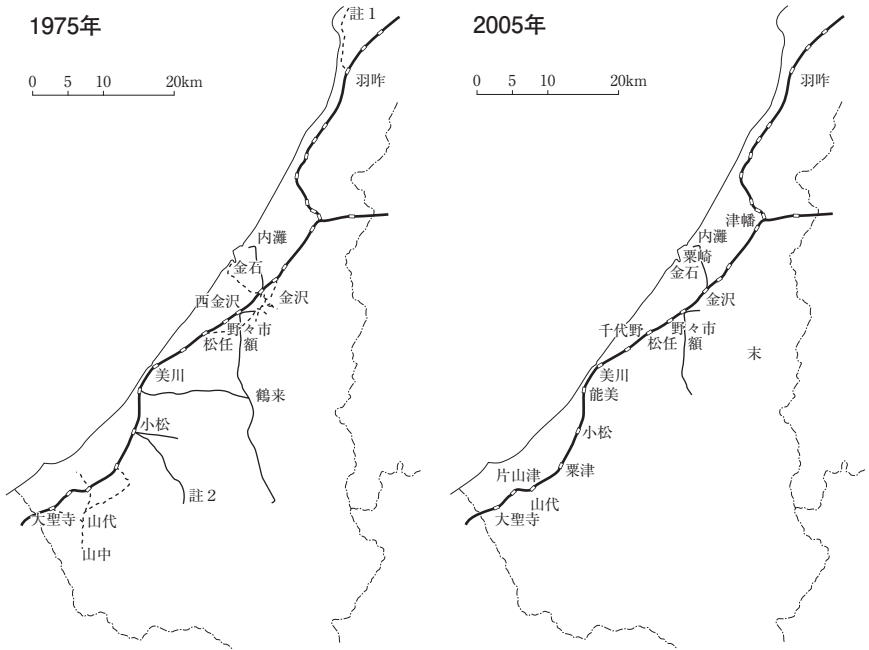 1975年
0 5 10 20km
註1
羽咋
内灘
金石
西金沢
金沢
野々市
松任
額
美川
鶴来
小松
註2
大聖寺
山代
山中
2005年
0 5 10 20km
羽咋
津幡
内灘
粟崎
金石
金沢
千代野
野々市
松任
額
末
美川
能美
小松
片山津
粟津
山代
大聖寺